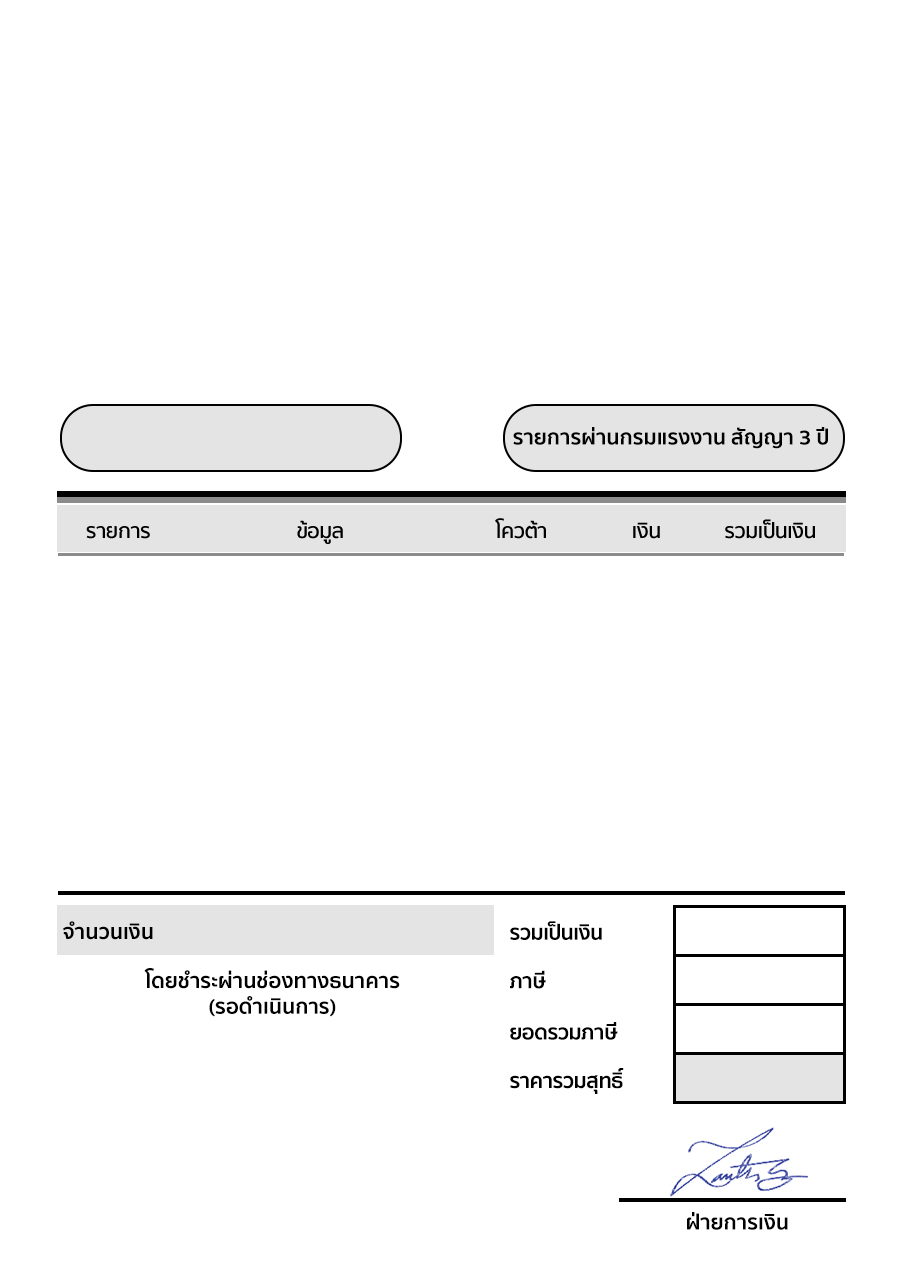 รายการผ่านกรมแรงงาน สัญญา 3 ปี
รายการ ข้อมูล โควต้า เงิน รวมเป็นเงิน
จำนวนเงิน รวมเป็นเงิน
โดยชำระผ่านช่องทางธนาคาร ภาษี
(รอดำเนินการ)
ยอดรวมภาษี
ราคารวมสุทธิ์
ฝ่ายการเงิน